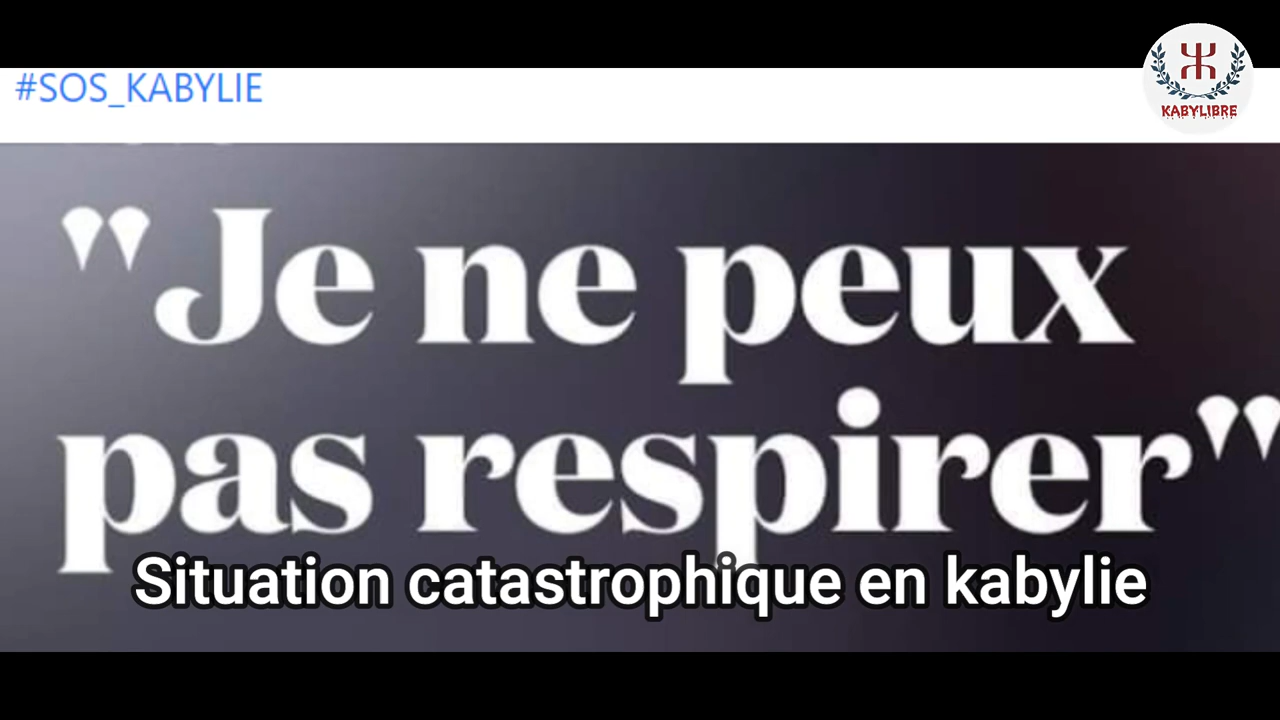 #SOS_KABYLIE
KABYLIBRE
"Je ne peux
pas respirer"
Situation catastrophique en kabylie